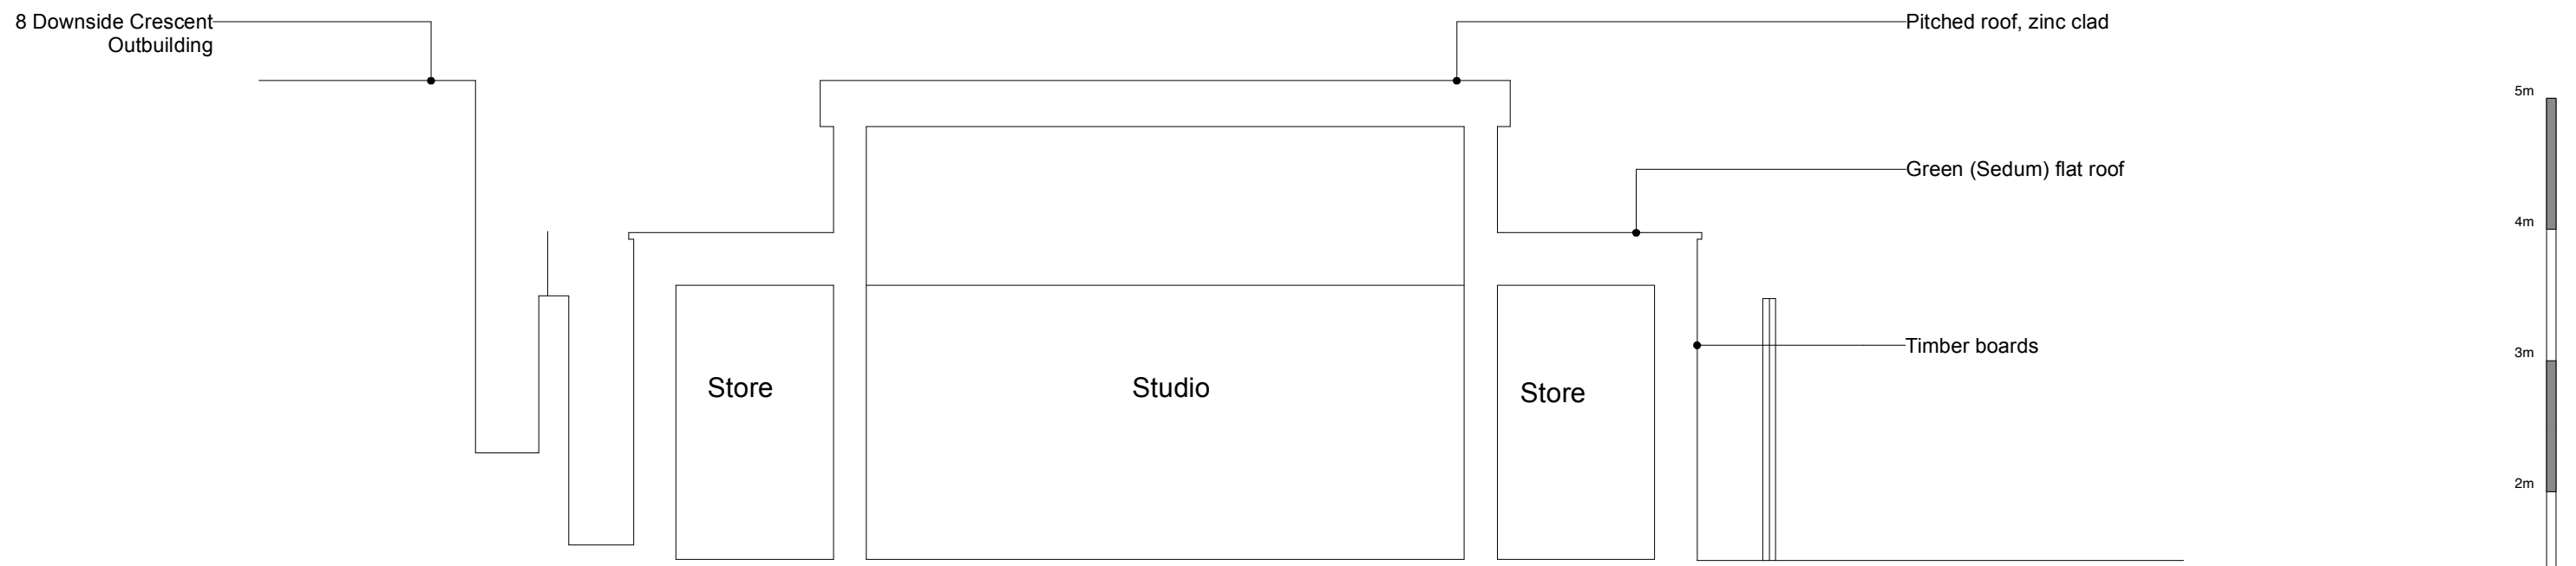 8 Downside Crescent
Outbuilding
Pitched roof, zinc clad
5m
Green (Sedum) flat roof
4m
Timber boards
3m
Store
Studio
Store
2m